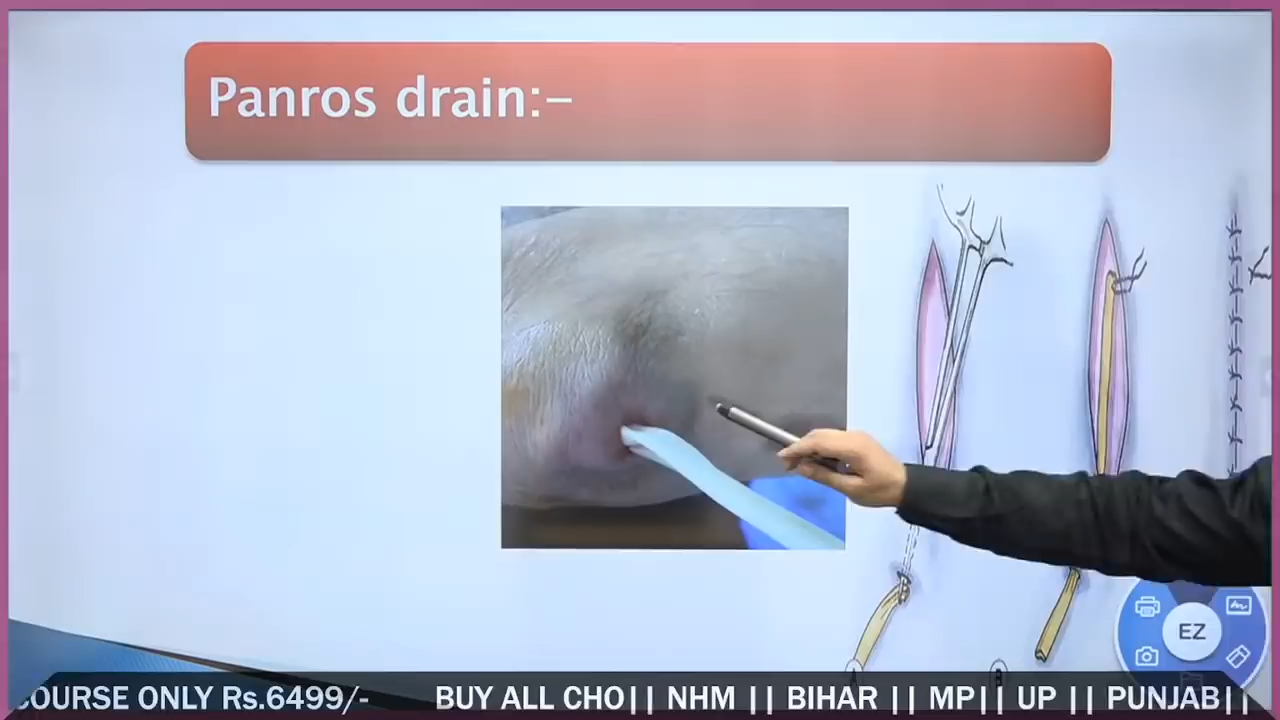 Panros drain:–
EZ
COURSE ONLY Rs.6499/- BUY ALL CHO|| NHM || BIHAR || MP|| UP || PUNJAB||